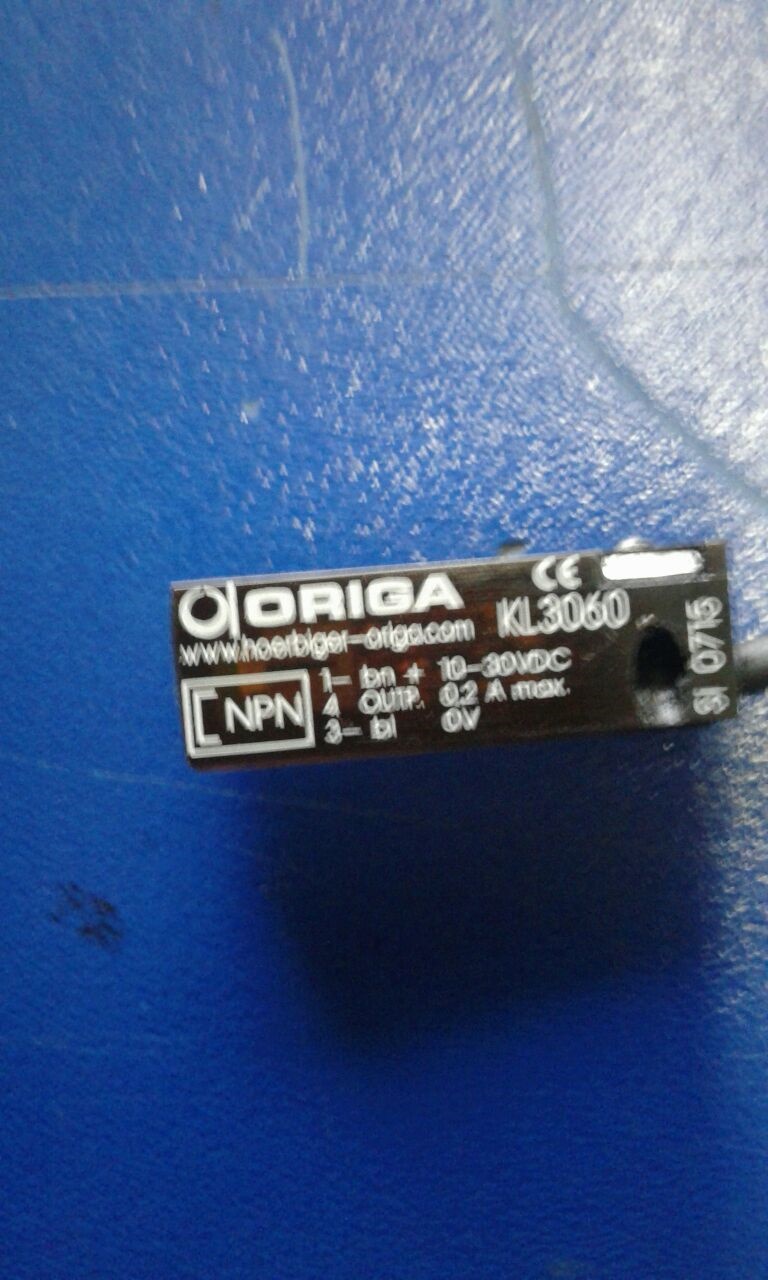 ORIGA
CE
www.hoerbiger-origa.com
KL3060
NPN
1- bn + 10-30VDC
4 OUTP. 0.2 A max.
3- bl 0V
SI 0715